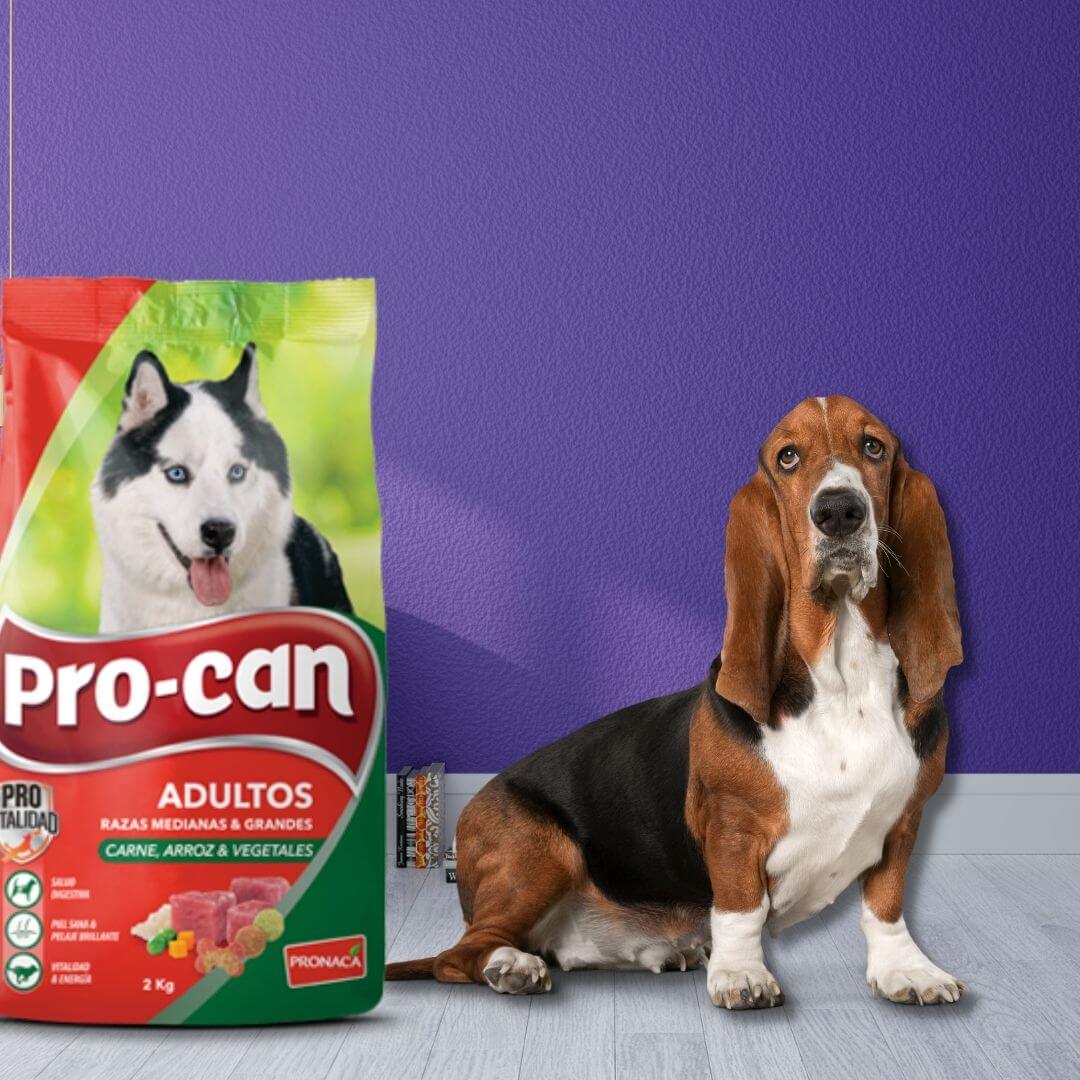 Pro-can
PRO
TALIDAD
ADULTOS
RAZAS MEDIANAS & GRANDES
CARNE, ARROZ & VEGETALES
SALUD
DIGESTIVA
PIEL SANA &
PELAJE BRILLANTE
VITALIDAD
& ENERGÍA
2 Kg
PRONACA